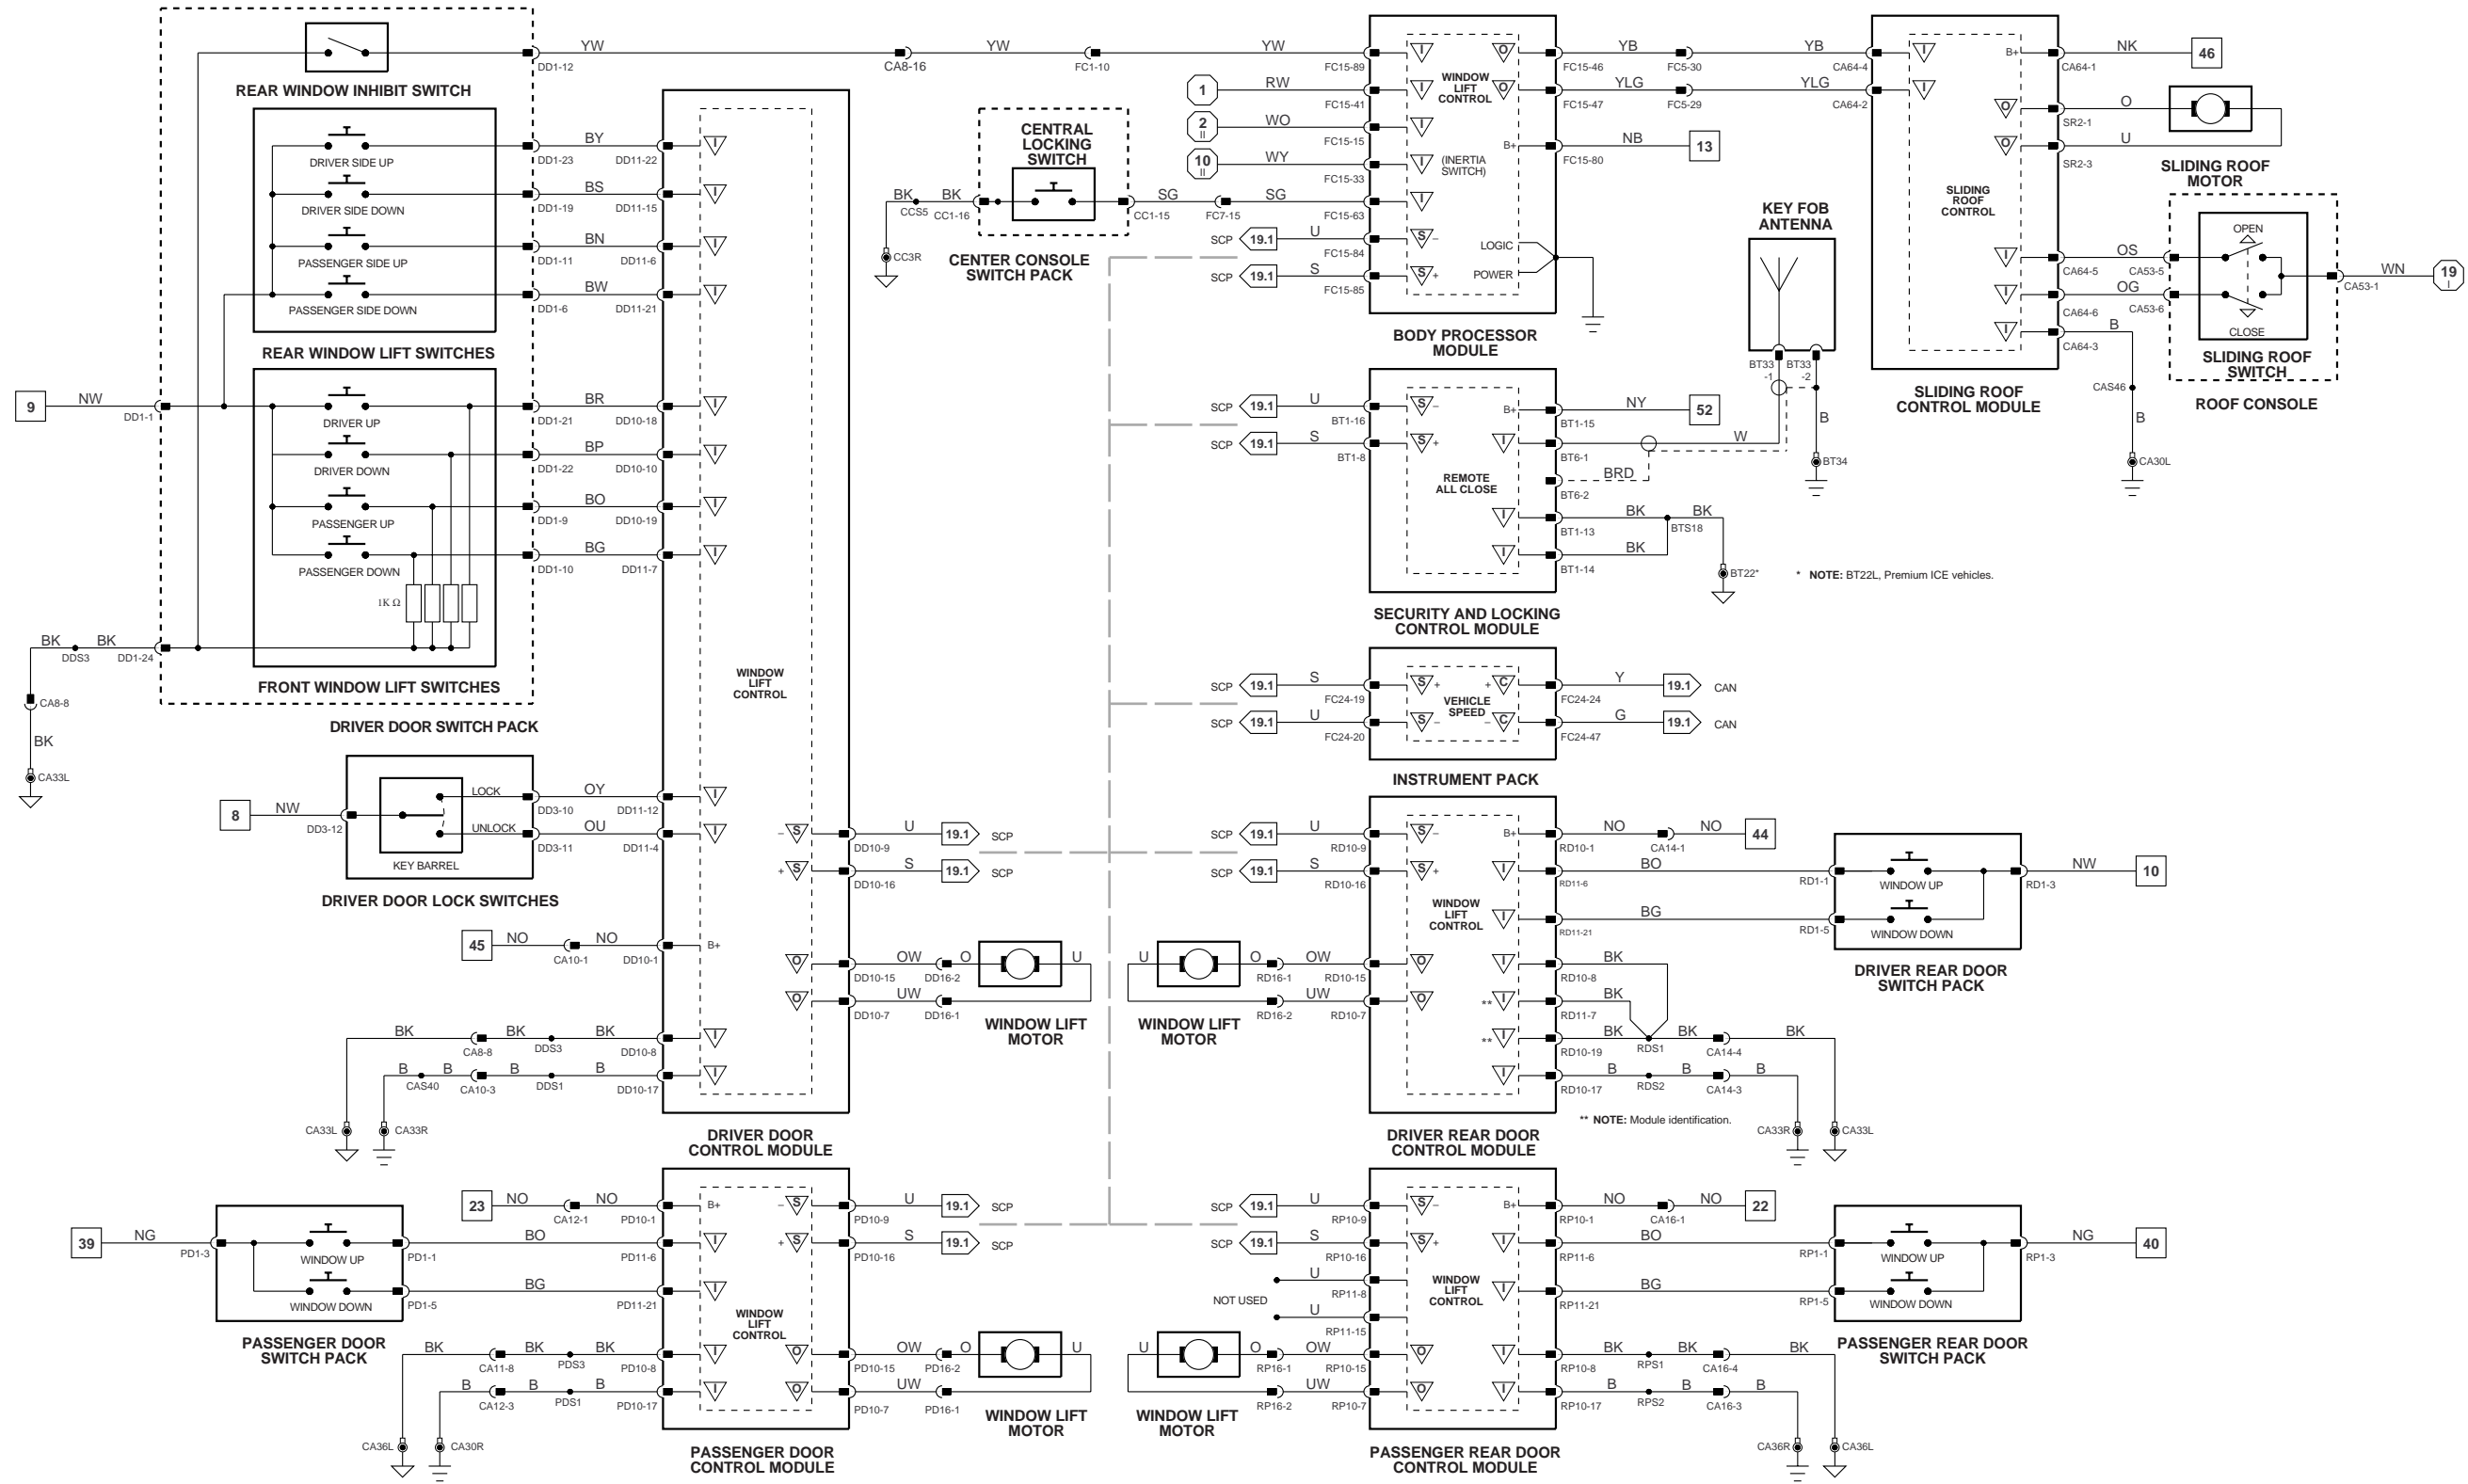 YW
YW
YW
DD1-12
CA8-16
FC1-10
FC15-89
REAR WINDOW INHIBIT SWITCH
DRIVER SIDE UP
DD1-23
BY
DD11-22
I
DRIVER SIDE DOWN
DD1-19
BS
DD11-15
I
PASSENGER SIDE UP
DD1-11
BN
DD11-6
I
PASSENGER SIDE DOWN
DD1-6
BW
DD11-21
I
REAR WINDOW LIFT SWITCHES
9
NW
DD1-1
DRIVER UP
DD1-21
BR
DD10-18
I
DRIVER DOWN
DD1-22
BP
DD10-10
I
PASSENGER UP
DD1-9
BO
DD10-19
I
PASSENGER DOWN
DD1-10
BG
DD11-7
I
1K Ω
BK
DDS3
BK
DD1-24
CA8-8
BK
CA33L
FRONT WINDOW LIFT SWITCHES
DRIVER DOOR SWITCH PACK
8
NW
DD3-12
LOCK
UNLOCK
KEY BARREL
DD3-10
OY
DD11-12
I
DD3-11
OU
DD11-4
I
DRIVER DOOR LOCK SWITCHES
45
NO
CA10-1
NO
DD10-1
B+
BK
CA8-8
BK
DDS3
BK
DD10-8
I
B
CAS40
B
CA10-3
B
DDS1
B
DD10-17
I
CA33L
CA33R
WINDOW
LIFT
CONTROL
– S
DD10-9
U
19.1
SCP
+ S
DD10-16
S
19.1
SCP
O
DD10-15
OW
DD16-2
O
U
O
DD10-7
UW
DD16-1
WINDOW LIFT
MOTOR
DRIVER DOOR
CONTROL MODULE
39
NG
PD1-3
WINDOW UP
WINDOW DOWN
PD1-1
BO
PD11-6
I
PD1-5
BG
PD11-21
I
PASSENGER DOOR
SWITCH PACK
23
NO
CA12-1
NO
PD10-1
B+
BK
CA11-8
BK
PDS3
BK
PD10-8
I
B
CA12-3
B
PDS1
B
PD10-17
I
CA36L
CA30R
WINDOW
LIFT
CONTROL
– S
PD10-9
U
19.1
SCP
+ S
PD10-16
S
19.1
SCP
O
PD10-15
OW
PD16-2
O
U
O
PD10-7
UW
PD16-1
WINDOW LIFT
MOTOR
PASSENGER DOOR
CONTROL MODULE
CENTRAL
LOCKING
SWITCH
BK
CCS5
BK
CC1-16
CC1-15
SG
FC7-15
SG
FC15-63
CC3R
CENTER CONSOLE
SWITCH PACK
1
RW
FC15-41
2
II
WO
FC15-15
10
II
WY
FC15-33
SCP
19.1
U
FC15-84
SCP
19.1
S
FC15-85
I
I
I
I
I
S –
S +
WINDOW
LIFT
CONTROL
(INERTIA
SWITCH)
LOGIC
POWER
O
FC15-46
YB
FC5-30
YB
CA64-4
O
FC15-47
YLG
FC5-29
YLG
CA64-2
B+
FC15-80
NB
13
BODY PROCESSOR
MODULE
SCP
19.1
U
BT1-16
S –
SCP
19.1
S
BT1-8
S +
REMOTE
ALL CLOSE
B+
BT1-15
NY
52
I
BT6-1
W
BT6-2
BRD
I
BT1-13
BK
BTS18
BK
I
BT1-14
BK
BT22*
* NOTE: BT22L, Premium ICE vehicles.
SECURITY AND LOCKING
CONTROL MODULE
KEY FOB
ANTENNA
BT33
-1
BT33
-2
B
BT34
SCP
19.1
S
FC24-19
S +
SCP
19.1
U
FC24-20
S –
VEHICLE
SPEED
+ C
FC24-24
Y
19.1
CAN
– C
FC24-47
G
19.1
CAN
INSTRUMENT PACK
I
I
SLIDING
ROOF
CONTROL
B+
CA64-1
NK
46
O
SR2-1
O
O
SR2-3
U
SLIDING ROOF
MOTOR
I
CA64-5
OS
CA53-5
I
CA64-6
OG
CA53-6
I
CA64-3
B
CAS46
B
CA30L
OPEN
CLOSE
CA53-1
WN
19
I
SLIDING ROOF
SWITCH
ROOF CONSOLE
SLIDING ROOF
CONTROL MODULE
SCP
19.1
U
RD10-9
S –
SCP
19.1
S
RD10-16
S +
WINDOW
LIFT
CONTROL
B+
RD10-1
NO
CA14-1
NO
44
I
RD11-6
BO
RD1-1
I
RD11-21
BG
RD1-5
WINDOW UP
WINDOW DOWN
RD1-3
NW
10
DRIVER REAR DOOR
SWITCH PACK
U
O
RD16-1
OW
RD10-15
O
RD16-2
UW
RD10-7
O
WINDOW LIFT
MOTOR
I
RD10-8
BK
** I
RD11-7
BK
** I
RD10-19
BK
RDS1
BK
CA14-4
BK
I
RD10-17
B
RDS2
B
CA14-3
B
** NOTE: Module identification.
CA33R
CA33L
DRIVER REAR DOOR
CONTROL MODULE
SCP
19.1
U
RP10-9
S –
SCP
19.1
S
RP10-16
S +
U
RP11-8
NOT USED
U
RP11-15
WINDOW
LIFT
CONTROL
B+
RP10-1
NO
CA16-1
NO
22
I
RP11-6
BO
RP1-1
I
RP11-21
BG
RP1-5
WINDOW UP
WINDOW DOWN
RP1-3
NG
40
PASSENGER REAR DOOR
SWITCH PACK
U
O
RP16-1
OW
RP10-15
O
RP16-2
UW
RP10-7
O
WINDOW LIFT
MOTOR
I
RP10-8
BK
RPS1
BK
CA16-4
BK
I
RP10-17
B
RPS2
B
CA16-3
B
CA36R
CA36L
PASSENGER REAR DOOR
CONTROL MODULE